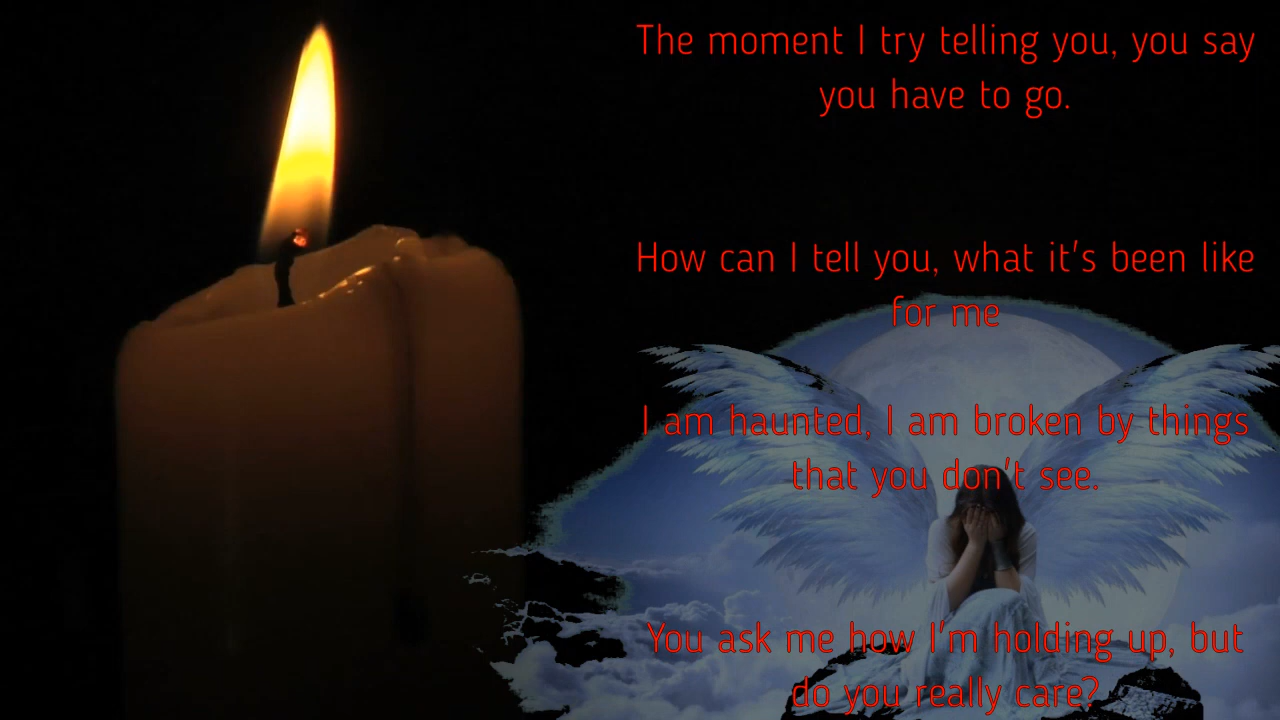 The moment I try telling you, you say
you have to go.
How can I tell you, what it's been like
for me
I am haunted, I am broken by things
that you don't see.
You ask me how I'm holding up, but
do you really care?